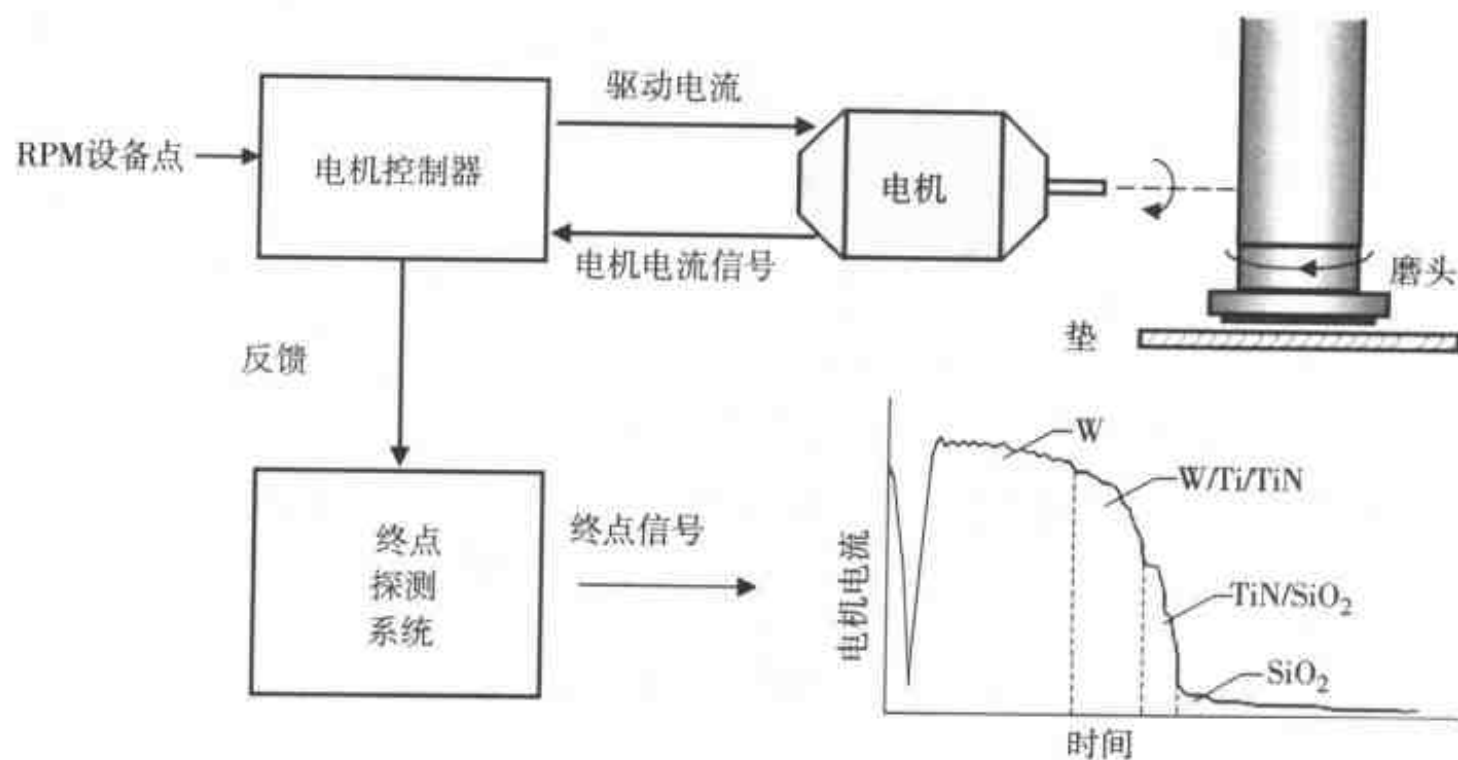 驱动电流
RPM设备点
电机控制器
电机
电机电流信号
磨头
垫
反馈
W
W/Ti/TiN
终点
探测
系统
终点信号
电机电流
TiN/SiO₂
SiO₂
时间